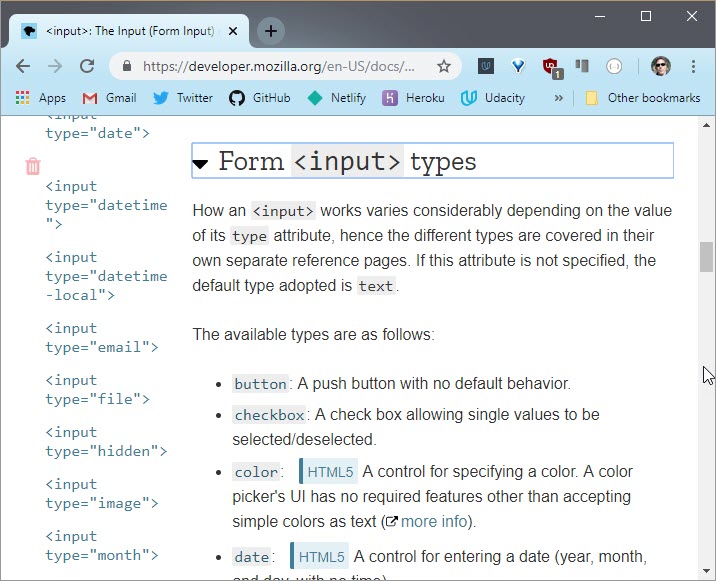 <input>: The Input (Form Input)
https://developer.mozilla.org/en-US/docs/...
1
Apps Gmail Twitter GitHub Netlify Heroku Udacity » Other bookmarks
<input
type="date">
<input
type="datetime
">
<input
type="datetime
-local">
<input
type="email">
<input
type="file">
<input
type="hidden">
<input
type="image">
<input
type="month">
Form <input> types
How an <input> works varies considerably depending on the value
of its type attribute, hence the different types are covered in their
own separate reference pages. If this attribute is not specified, the
default type adopted is text.
The available types are as follows:
• button: A push button with no default behavior.
• checkbox: A check box allowing single values to be
selected/deselected.
• color: HTML5 A control for specifying a color. A color
picker's UI has no required features other than accepting
simple colors as text (more info).
• date: HTML5 A control for entering a date (year, month,
and day, with no time)